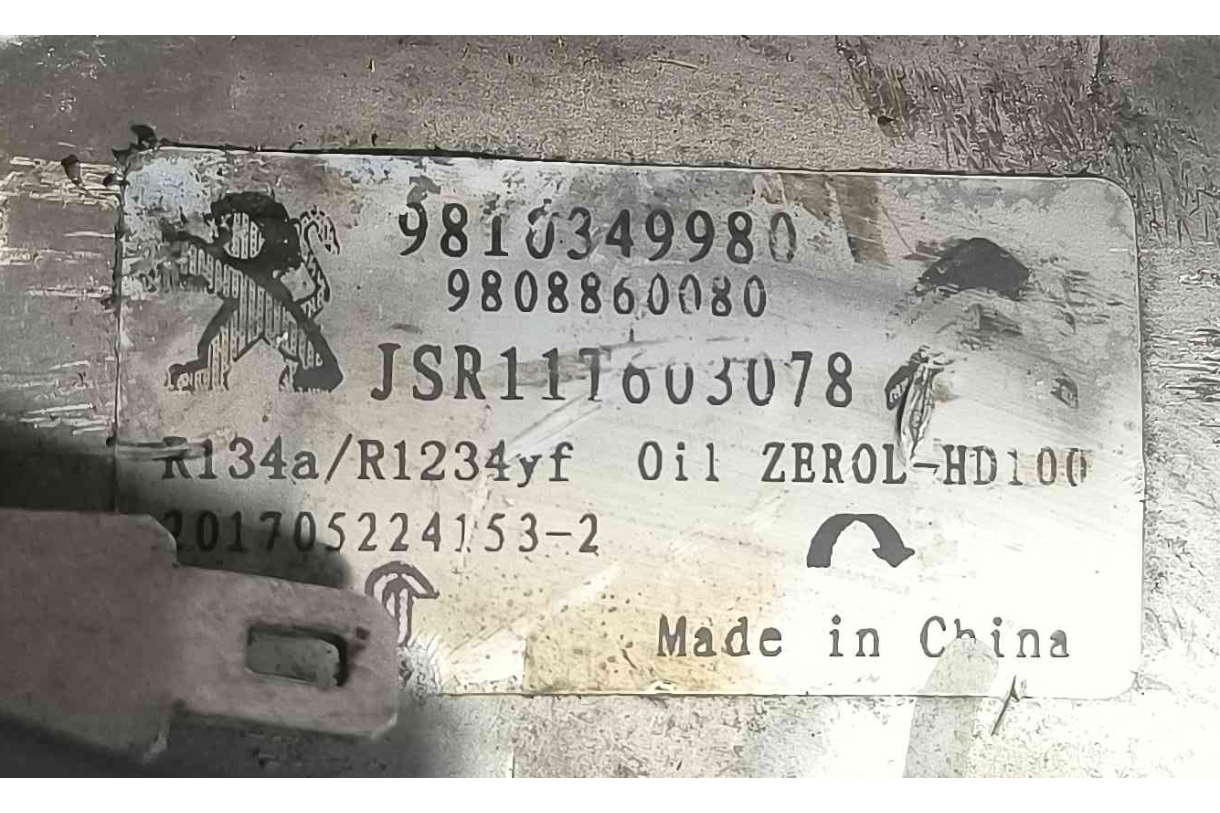 9810349980
9808860080
JSR11T603078
R134a/R1234yf Oil ZEROL-HD100
201705224153-2
Made in China